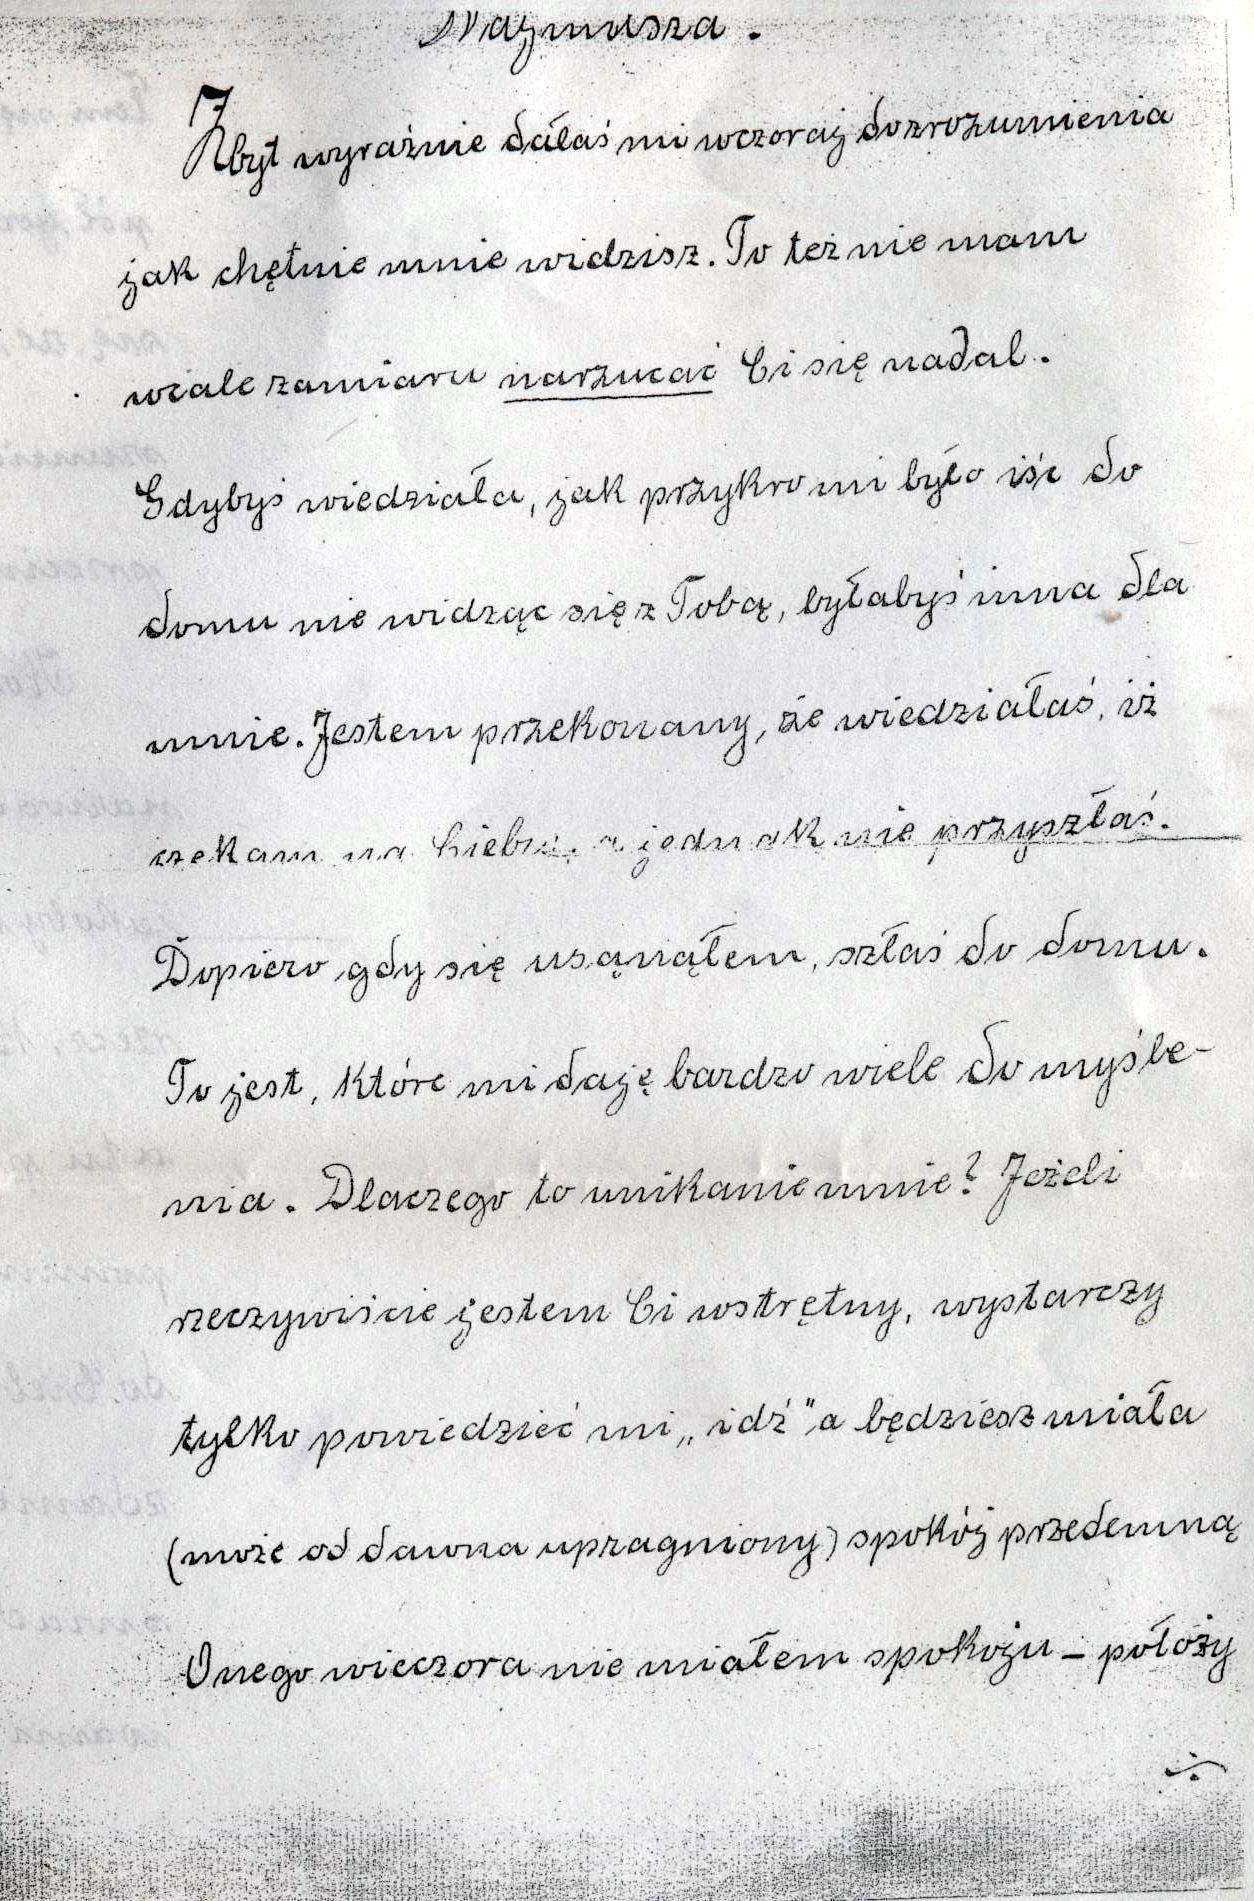 Najmilsza.
Zbyt wyraźnie dałaś mi wczoraj do zrozumienia
jak chętnie mnie widzisz. To też nie mam
wcale zamiaru narzucać Ci się nadal.
Gdybyś wiedziała, jak przykro mi było iść do
domu nie widząc się z Tobą, byłabyś inna dla
mnie. Jestem przekonany, że wiedziałaś, iż
czekam na Ciebie, a jednak nie przyszłaś.
Dopiero gdy się usunąłem, szłaś do domu.
To jest, które mi daję bardzo wiele do myśle-
nia. Dlaczego to unikanie mnie? Jeżeli
rzeczywiście jestem Ci wstrętny, wystarczy
tylko powiedzieć mi „idź" a będziesz miała
(może od dawna upragniony) spokój przedemną
Onego wieczora nie miałem spokoju – położy